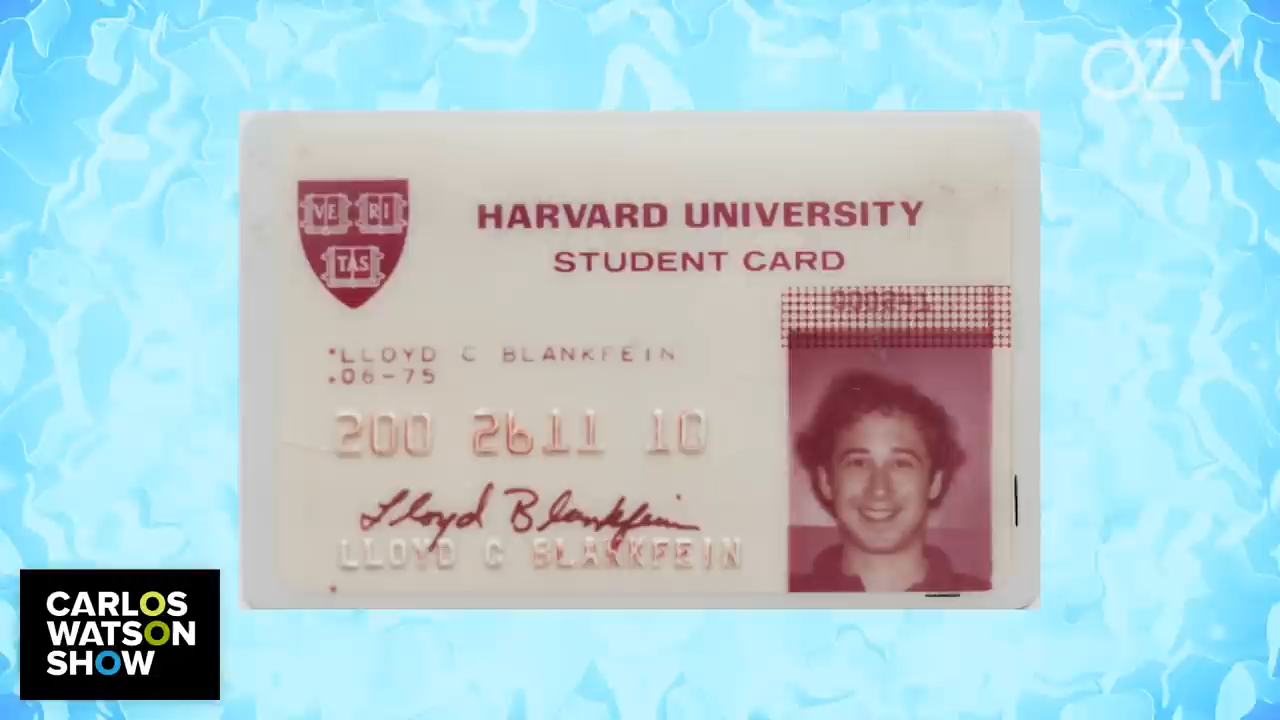 OZY
VE RI
TAS
HARVARD UNIVERSITY
STUDENT CARD
*LLOYD C BLANKFEIN
.06-75
200 2611 10
Lloyd Blankfein
LLOYD C BLANKFEIN
CARLOS
WATSON
SHOW